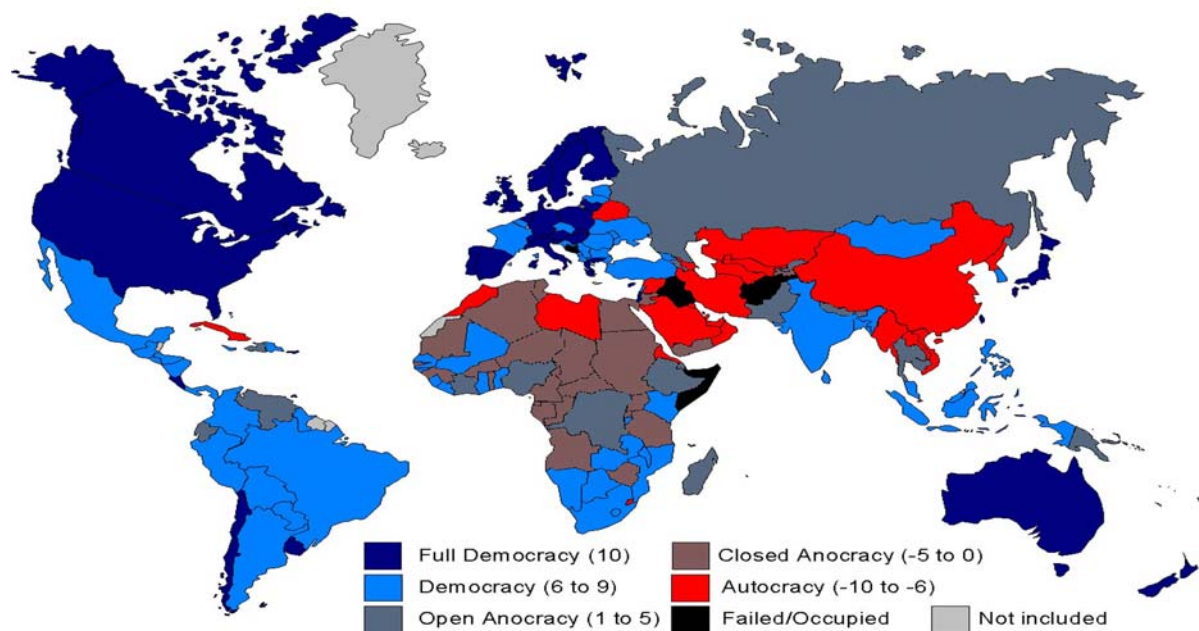 Full Democracy (10)
Democracy (6 to 9)
Open Anocracy (1 to 5)
Closed Anocracy (-5 to 0)
Autocracy (-10 to -6)
Failed/Occupied
Not included